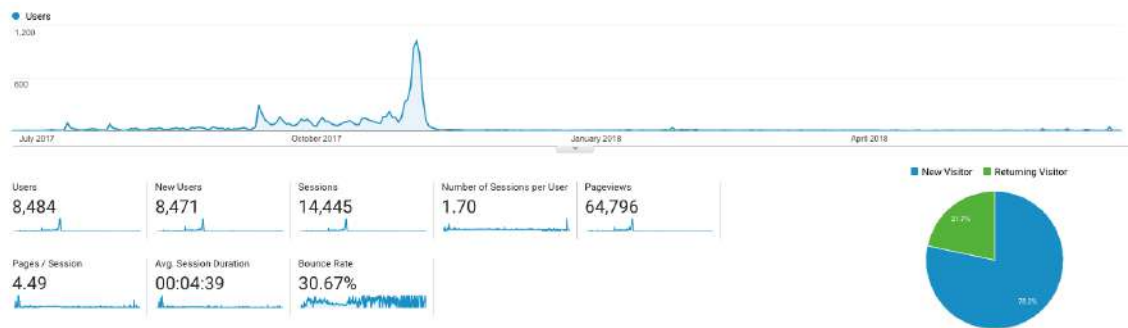 Users
1,200
600
July 2017 October 2017 January 2018 April 2018
New Visitor Returning Visitor
Users New Users Sessions Number of Sessions per User Pageviews
8,484 8,471 14,445 1.70 64,796
Pages / Session Avg. Session Duration Bounce Rate
4.49 00:04:39 30.67%